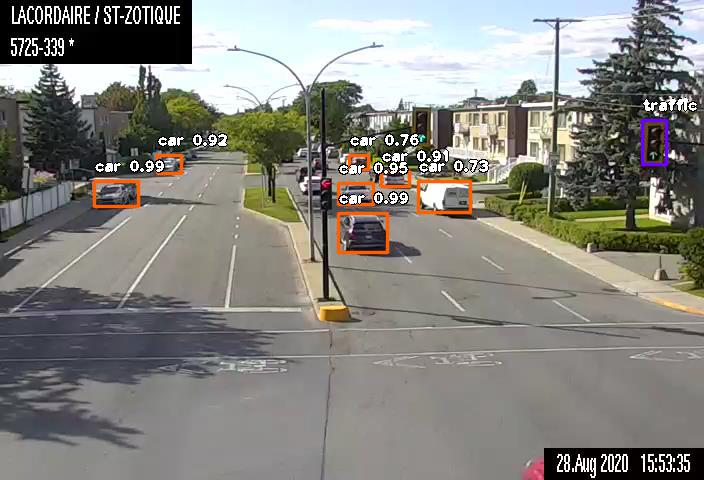 LACORDAIRE / ST-ZOTIQUE
5725-339 *
traffic
car 0.92
car 0.76
car 0.91
car 0.99
car 0.95
car 0.73
car 0.99
28.Aug 2020 15:53:35